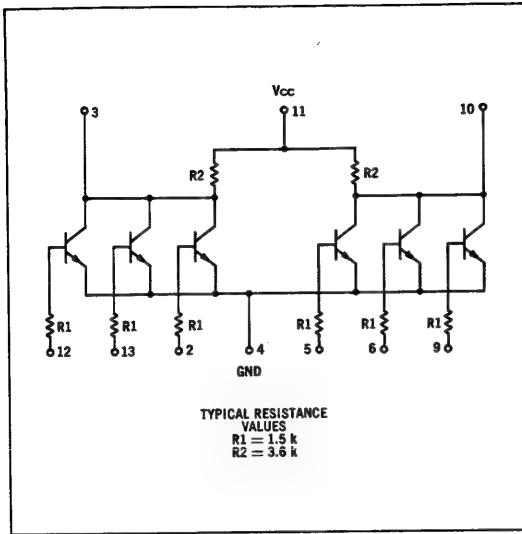 Vcc
3
11
10
R2
R2
R1
R1
R1
R1
R1
R1
12
13
2
4
5
6
9
GND
TYPICAL RESISTANCE
VALUES
R1 = 1.5 k
R2 = 3.6 k